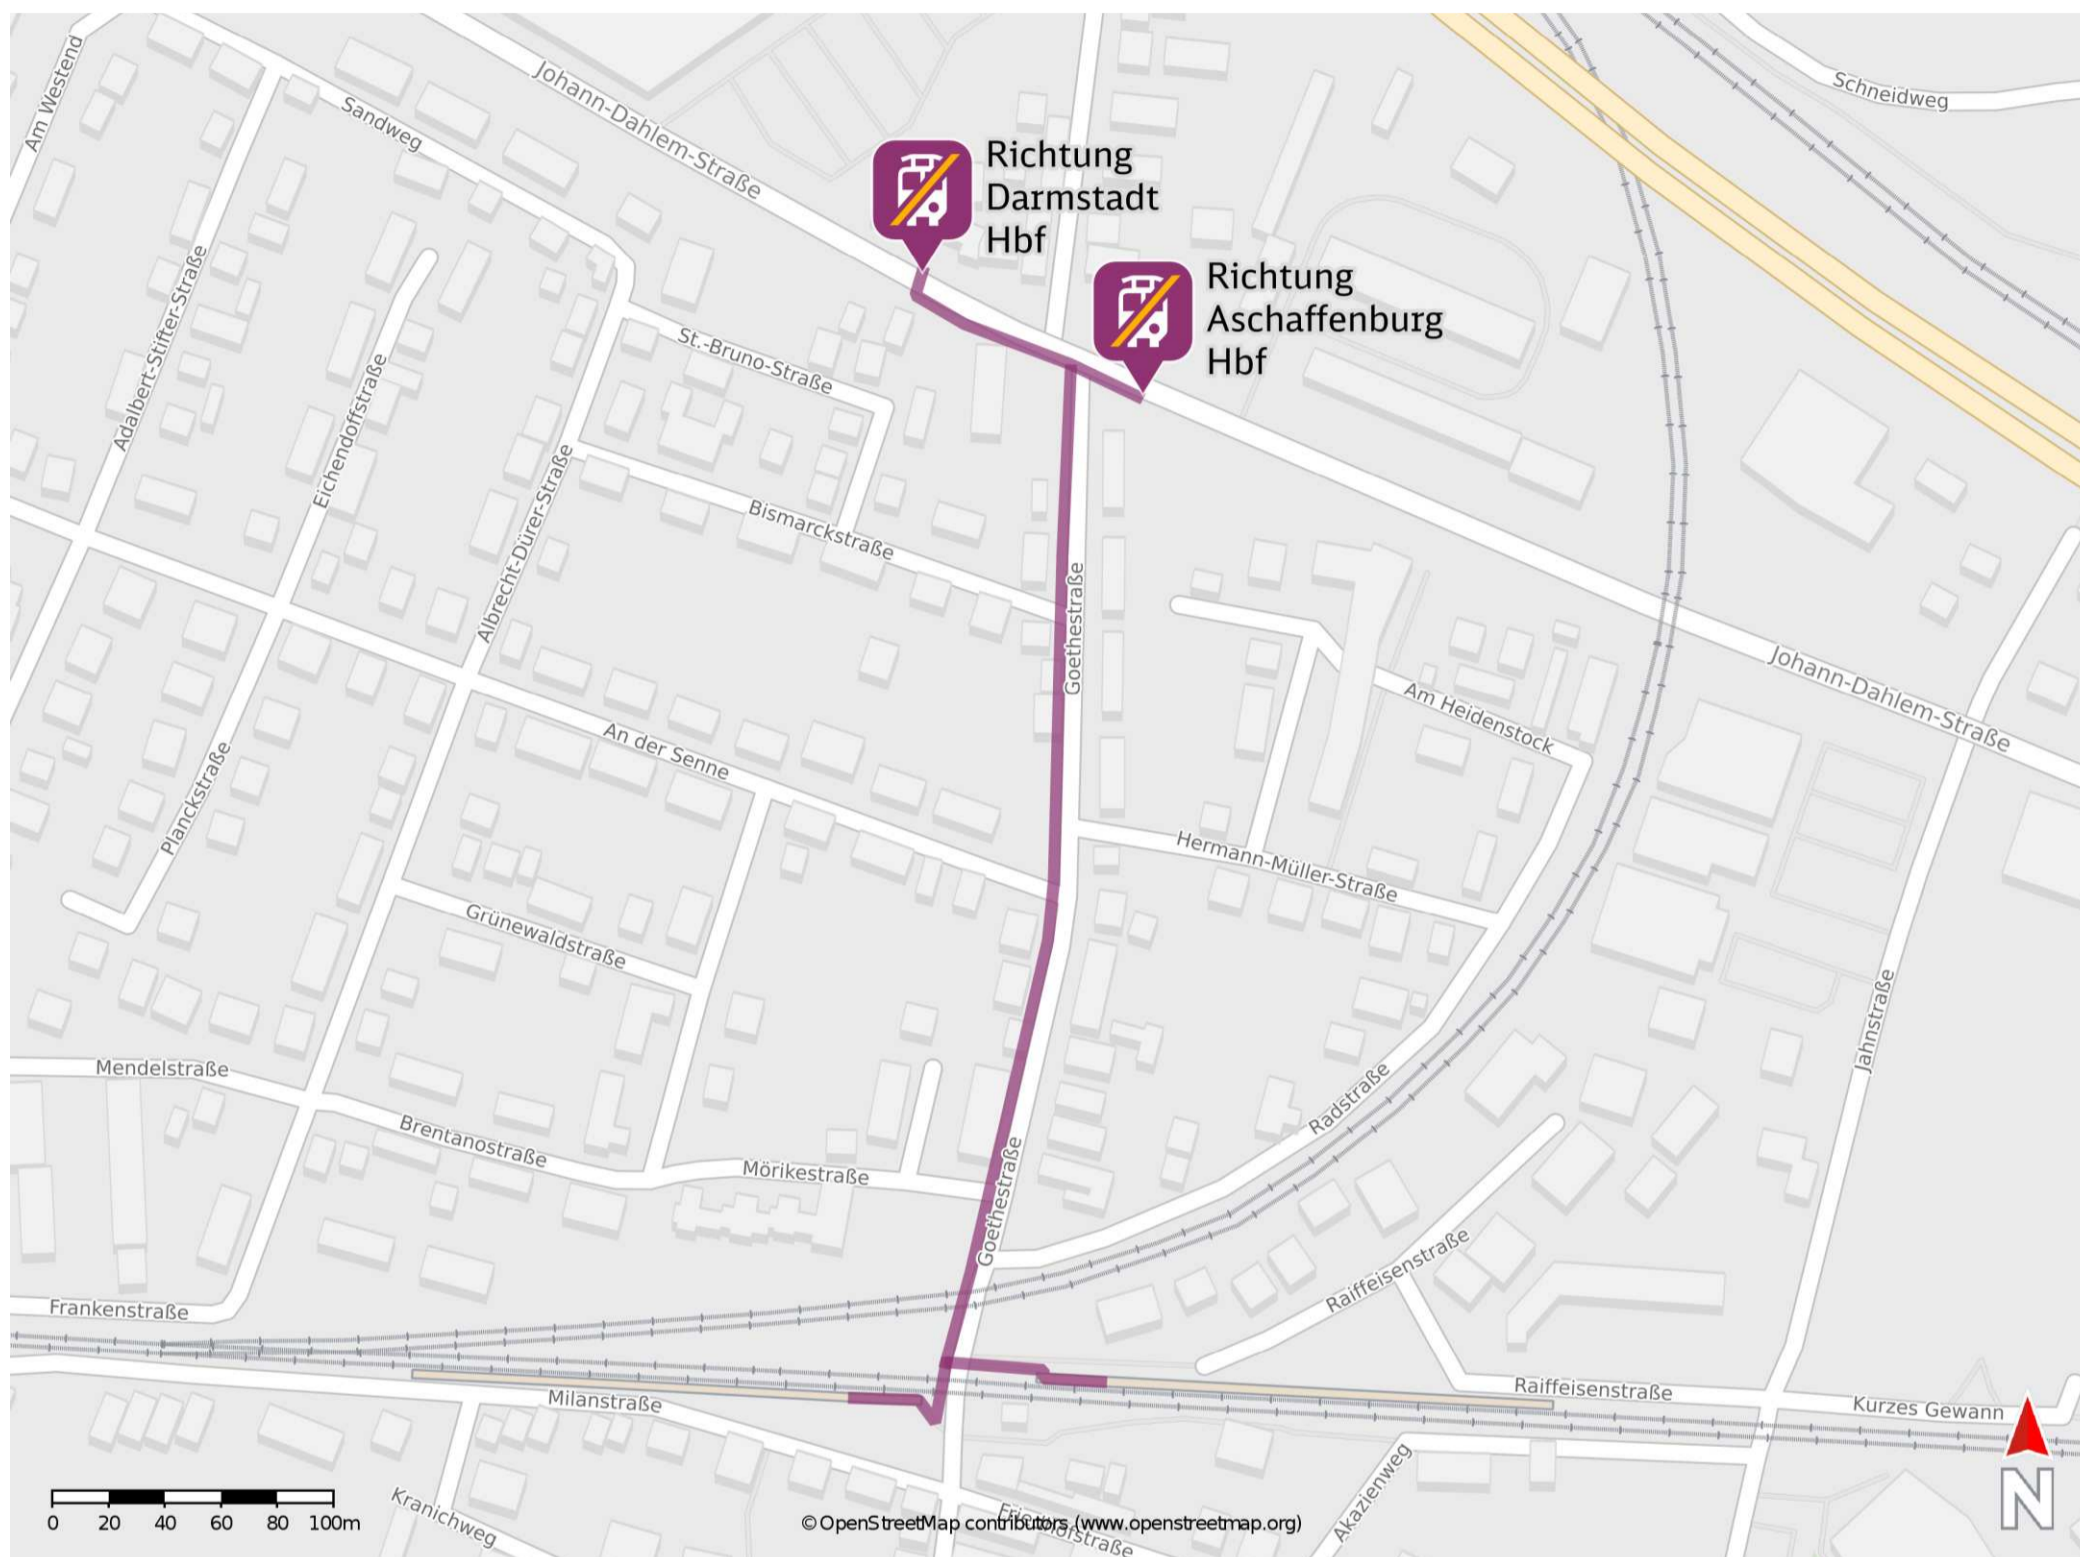 Am Westend
Sandweg
Johann-Dahlem-Straße
Schneidweg
Richtung
Darmstadt
Hbf
Richtung
Aschaffenburg
Hbf
Adalbert-Stifter-Straße
Eichendoffstraße
St.-Bruno-Straße
Albrecht-Dürer-Straße
Bismarckstraße
Goethestraße
Am Heidenstock
Johann-Dahlem-Straße
An der Senne
Planckstraße
Hermann-Müller-Straße
Grünewaldstraße
Jahnstraße
Mendelstraße
Brentanostraße
Mörikestraße
Radstraße
Goethestraße
Raiffeisenstraße
Frankenstraße
Milanstraße
Raiffeisenstraße
Kurzes Gewann
Akazienweg
Kranichweg
Friedhofstraße
0 20 40 60 80 100m
©OpenStreetMap contributors (www.openstreetmap.org)
N